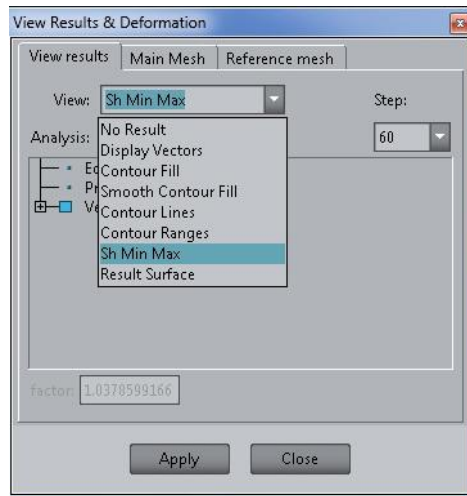 View Results & Deformation
View results Main Mesh Reference mesh
View: Sh Min Max Step:
Analysis: 60
No Result
Display Vectors
Contour Fill
Smooth Contour Fill
Contour Lines
Contour Ranges
Sh Min Max
Result Surface
factor: 1.0378599166
Apply Close